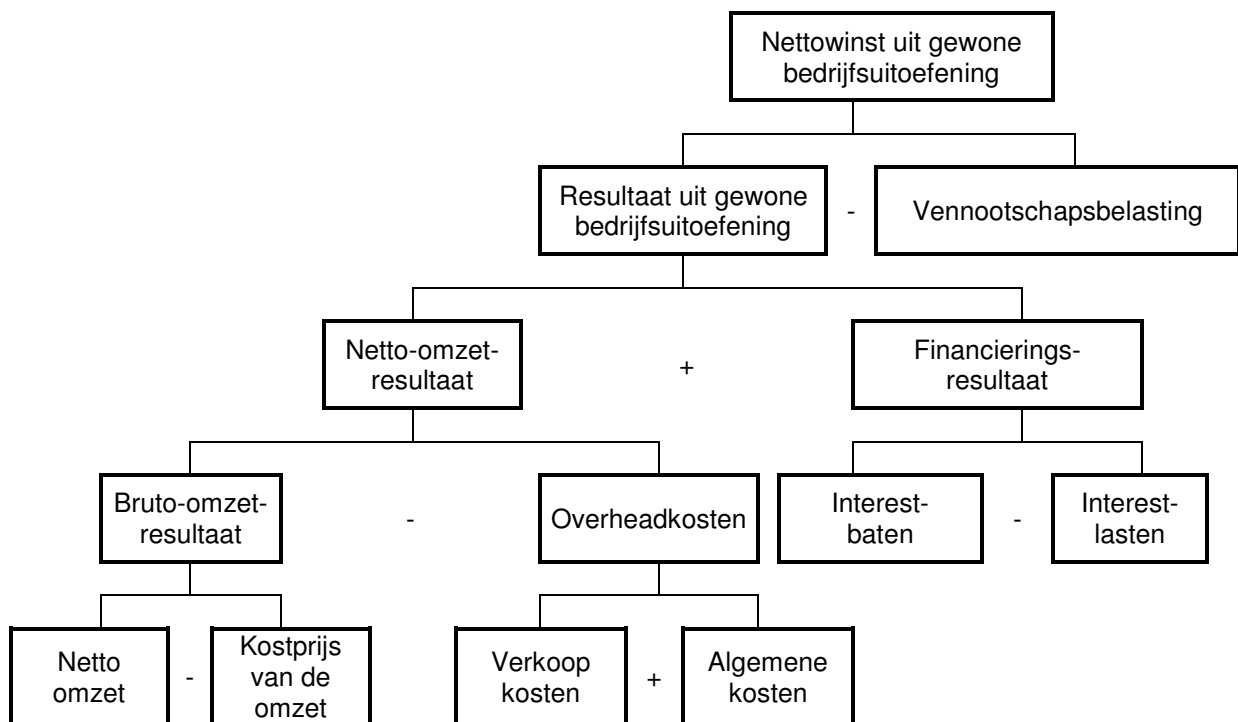 Nettowinst uit gewone
bedrijfsuitoefening
Resultaat uit gewone
bedrijfsuitoefening
-
Vennootschapsbelasting
Netto-omzet-
resultaat
+
Financierings-
resultaat
Bruto-omzet-
resultaat
-
Overheadkosten
Interest-
baten
-
Interest-
lasten
Netto
omzet
-
Kostprijs
van de
omzet
Verkoop
kosten
+
Algemene
kosten